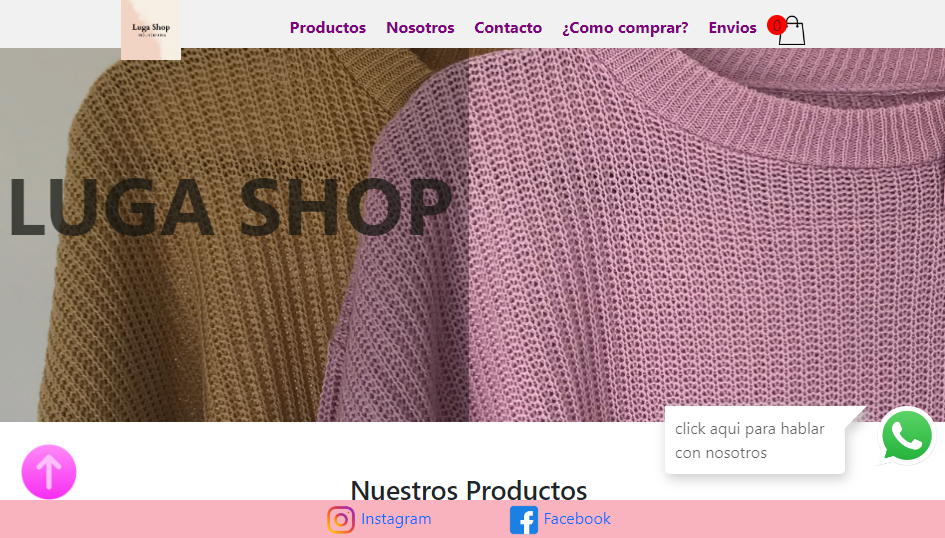 Luga Shop
Productos
Nosotros
Contacto
¿Como comprar?
Envios
0
LUGA SHOP
click aqui para hablar
con nosotros
Nuestros Productos
Instagram
Facebook